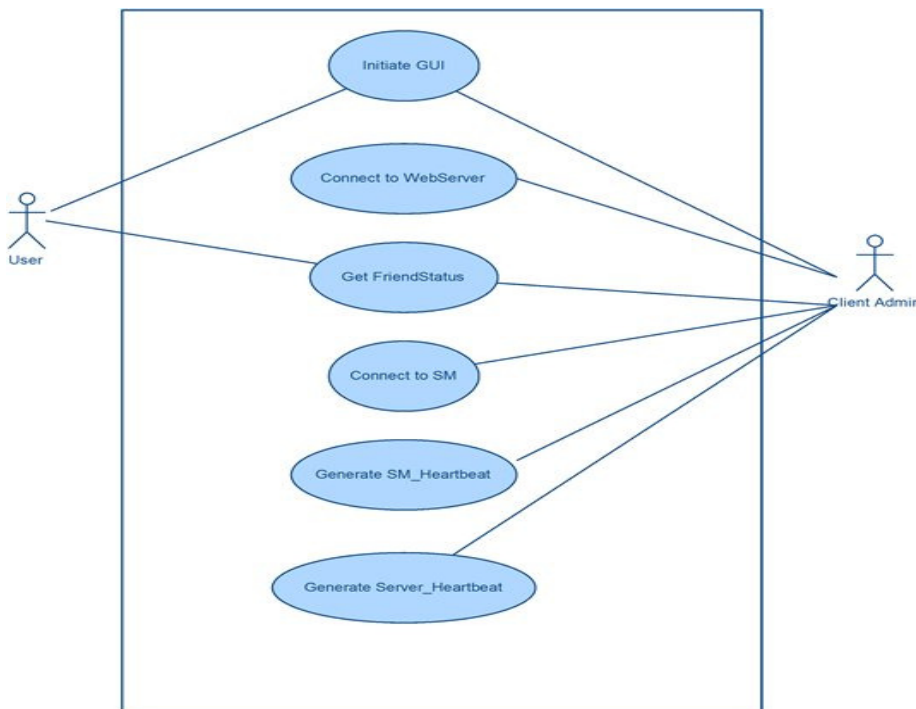 Initiate GUI
Connect to WebServer
User
Get FriendStatus
Client Admin
Connect to SM
Generate SM_Heartbeat
Generate Server_Heartbeat